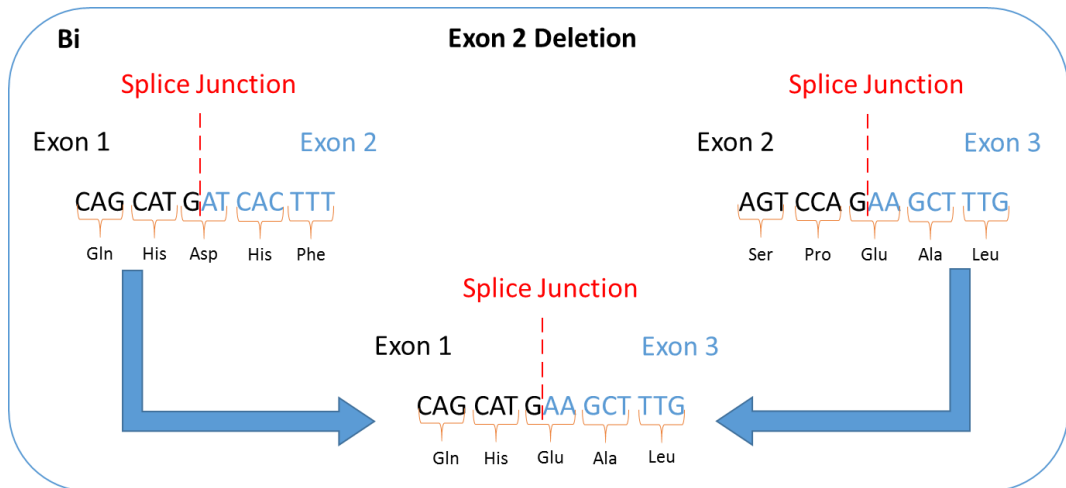 Bi
Exon 2 Deletion
Splice Junction
Exon 1
Exon 2
CAG CAT GAT CAC TTT
Gln His Asp His Phe
Splice Junction
Exon 2
Exon 3
AGT CCA GAA GCT TTG
Ser Pro Glu Ala Leu
Splice Junction
Exon 1
Exon 3
CAG CAT GAA GCT TTG
Gln His Glu Ala Leu